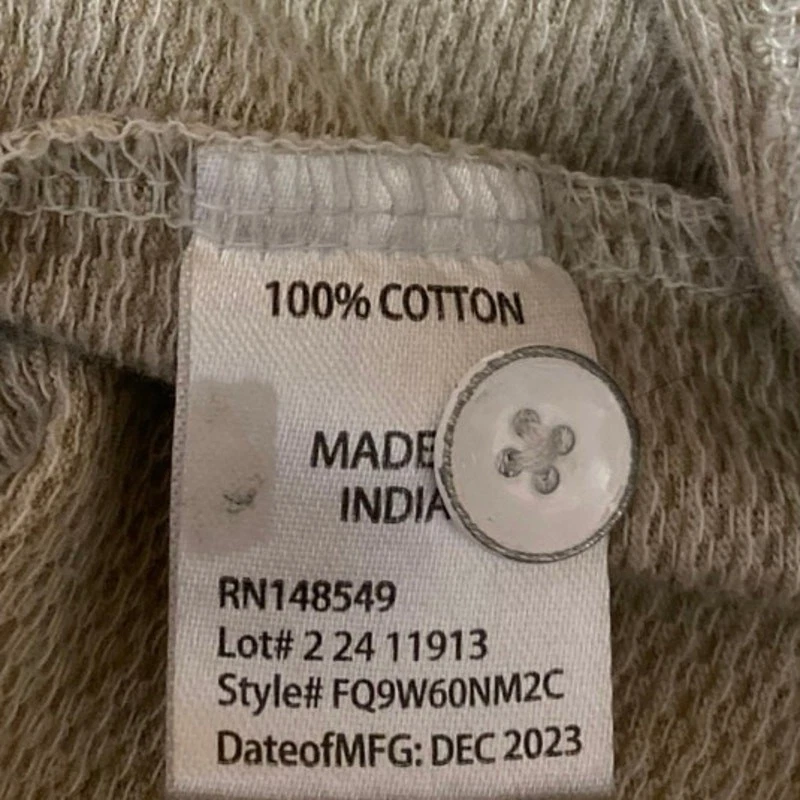 100% COTTON
MADE
INDIA
RN148549
Lot# 2 24 11913
Style# FQ9W60NM2C
DateofMFG: DEC 2023